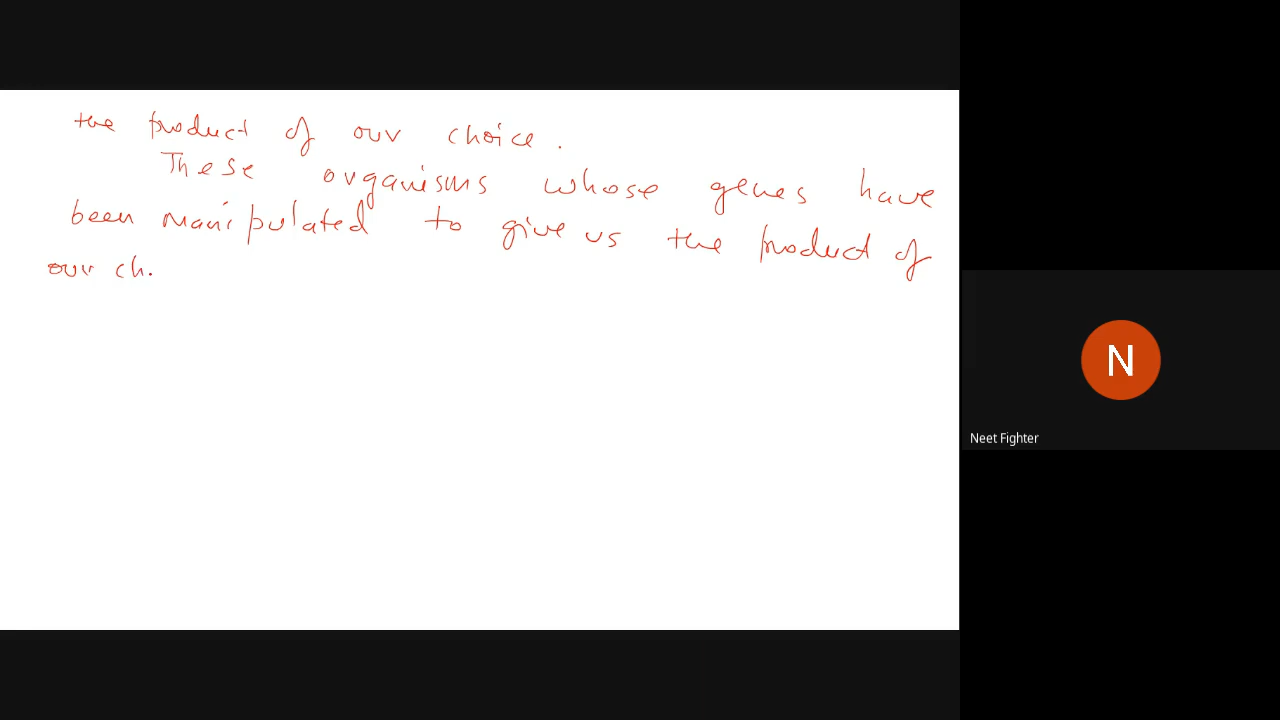 the product of our choice.
These organisms whose genes have
been manipulated to give us the product of
our ch.
N
Neet Fighter